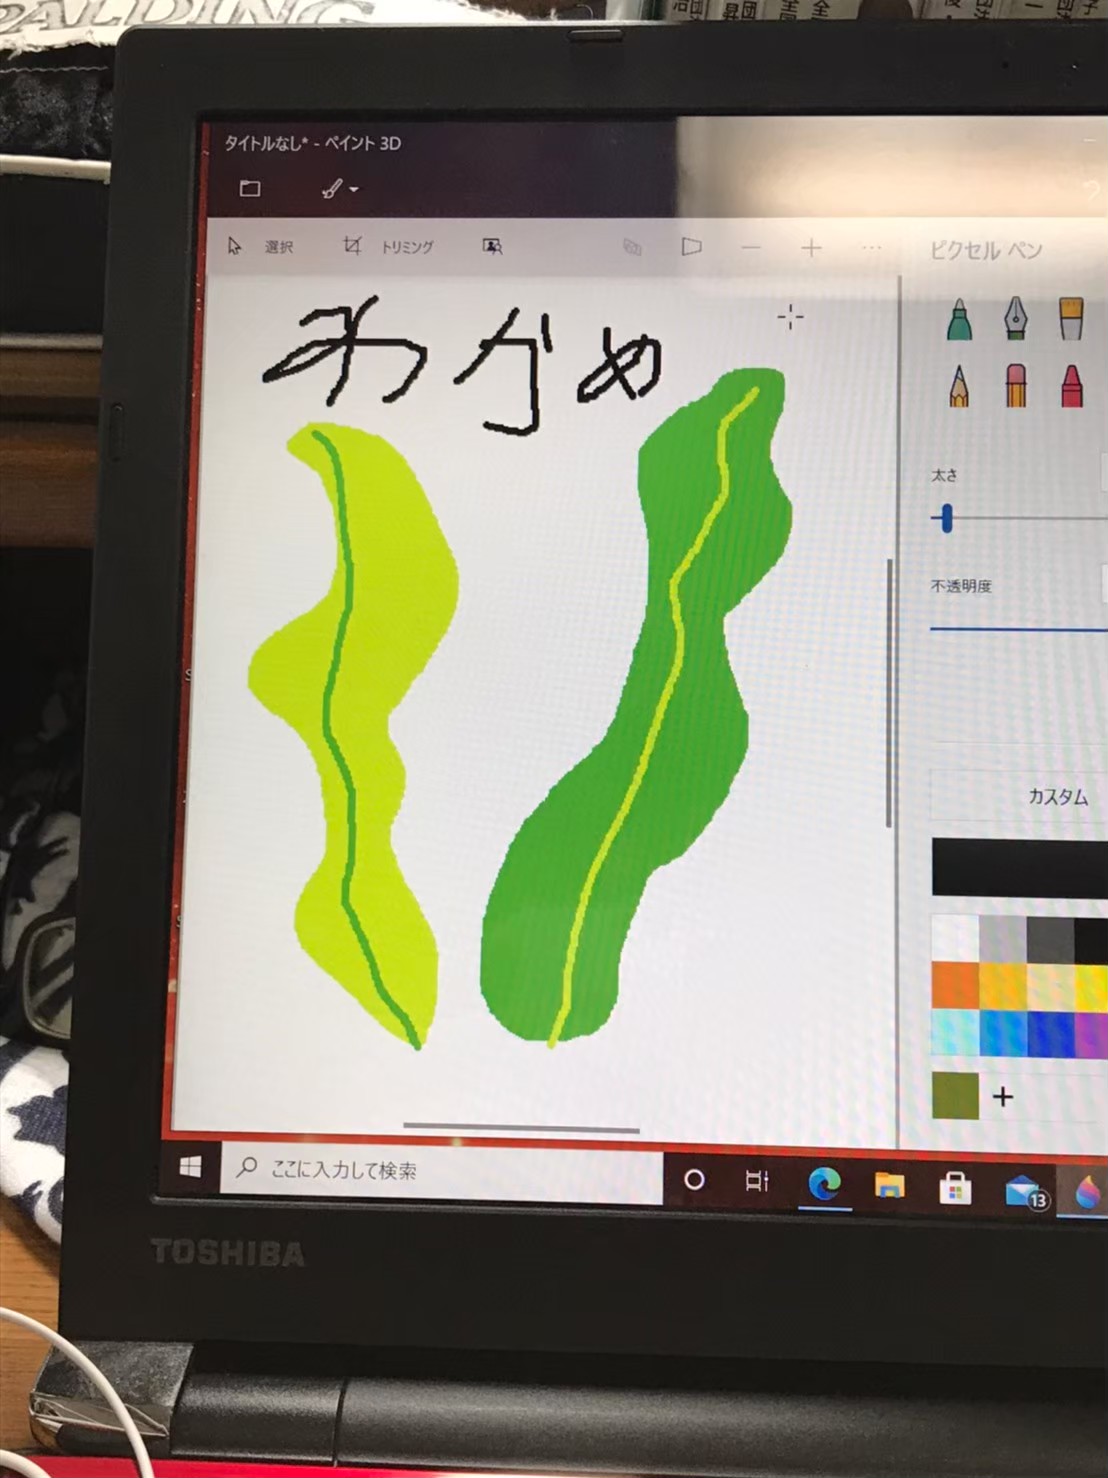 SPALDING
タイトルなし* - ペイント 3D
選択 トリミング
ピクセル ペン
わかめ
太さ
不透明度
カスタム
ここに入力して検索
13
TOSHIBA